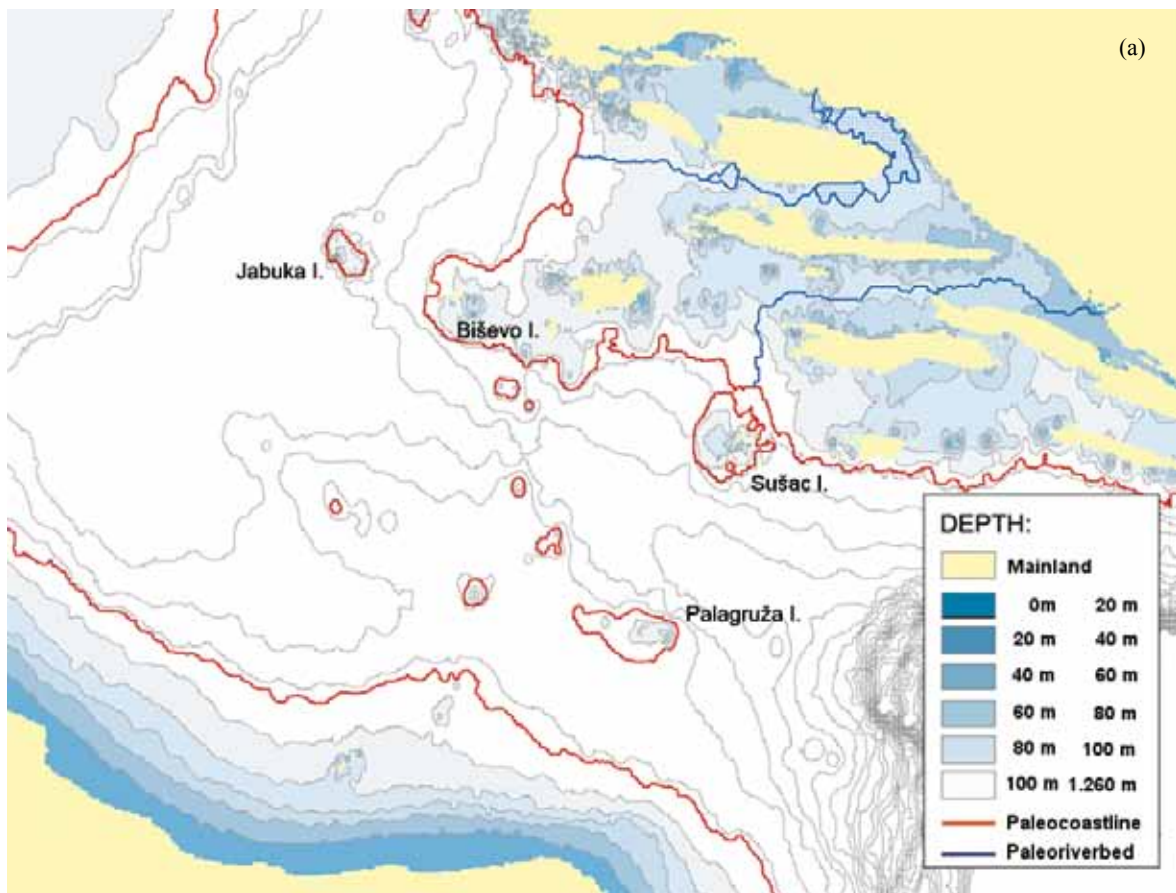 (a)
Jabuka I.
Biševo I.
Sušac I.
Palagruža I.
DEPTH:
Mainland
0m 20 m
20 m 40 m
40 m 60 m
60 m 80 m
80 m 100 m
100 m 1.260 m
Paleocoastline
Paleoriverbed